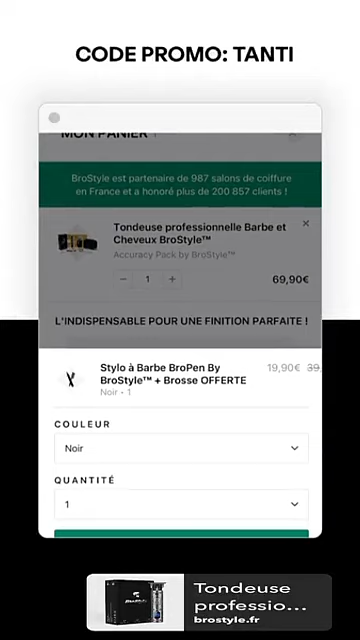 CODE PROMO: TANTI
MON PANIER
BroStyle est partenaire de 987 salons de coiffure
en France et a honoré plus de 200 857 clients !
Tondeuse professionnelle Barbe et
Cheveux BroStyle™
Accuracy Pack by BroStyle™
1
69,90€
L'INDISPENSABLE POUR UNE FINITION PARFAITE !
Stylo à Barbe BroPen By
BroStyle™ + Brosse OFFERTE
19,90€ 39,
Noir • 1
COULEUR
Noir
QUANTITÉ
1
Tondeuse
professio...
brostyle.fr